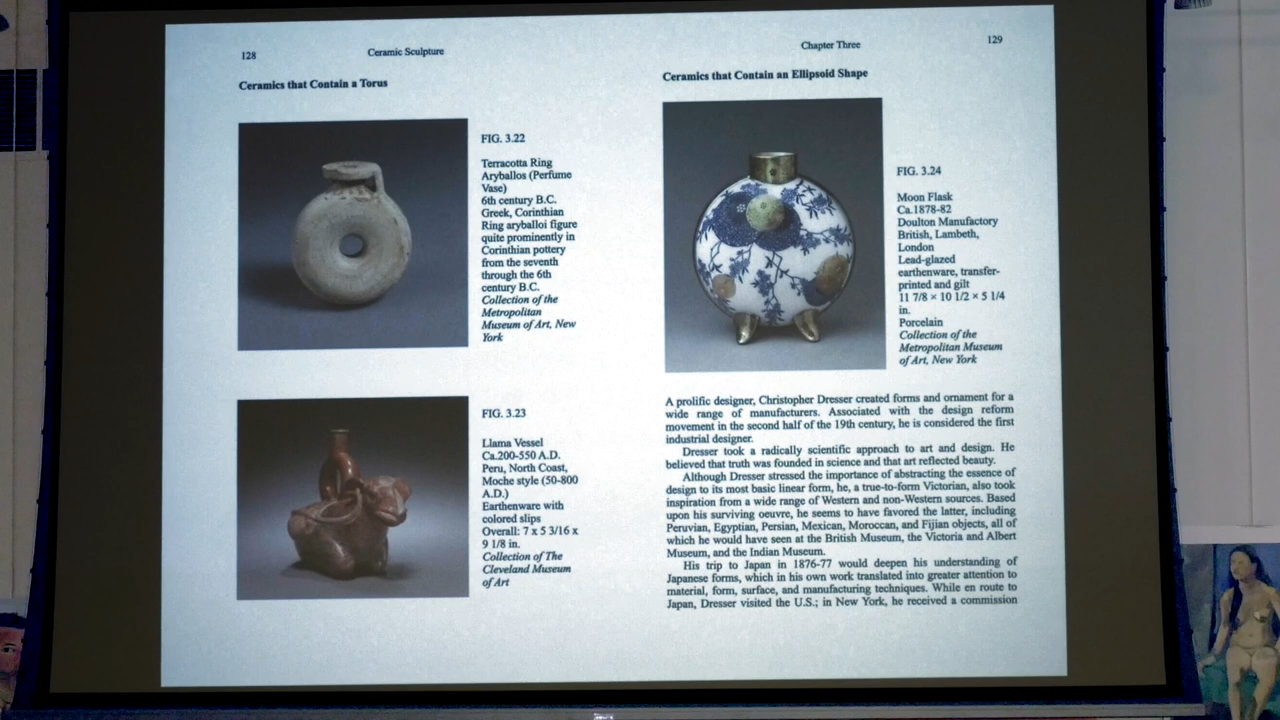 128
Ceramic Sculpture
Ceramics that Contain a Torus
FIG. 3.22
Terracotta Ring
Aryballos (Perfume
Vase)
6th century B.C.
Greek, Corinthian
Ring aryballoi figure
quite prominently in
Corinthian pottery
from the seventh
through the 6th
century B.C.
Collection of the
Metropolitan
Museum of Art, New
York
FIG. 3.23
Llama Vessel
Ca.200-550 A.D.
Peru, North Coast,
Moche style (50-800
A.D.)
Earthenware with
colored slips
Overall: 7 x 5 3/16 x
9 1/8 in.
Collection of The
Cleveland Museum
of Art
Chapter Three
129
Ceramics that Contain an Ellipsoid Shape
FIG. 3.24
Moon Flask
Ca.1878-82
Doulton Manufactory
British, Lambeth,
London
Lead-glazed
earthenware, transfer-
printed and gilt
11 7/8 × 10 1/2 × 5 1/4
in.
Porcelain
Collection of the
Metropolitan Museum
of Art, New York
A prolific designer, Christopher Dresser created forms and ornament for a
wide range of manufacturers. Associated with the design reform
movement in the second half of the 19th century, he is considered the first
industrial designer.
Dresser took a radically scientific approach to art and design. He
believed that truth was founded in science and that art reflected beauty.
Although Dresser stressed the importance of abstracting the essence of
design to its most basic linear form, he, a true-to-form Victorian, also took
inspiration from a wide range of Western and non-Western sources. Based
upon his surviving oeuvre, he seems to have favored the latter, including
Peruvian, Egyptian, Persian, Mexican, Moroccan, and Fijian objects, all of
which he would have seen at the British Museum, the Victoria and Albert
Museum, and the Indian Museum.
His trip to Japan in 1876-77 would deepen his understanding of
Japanese forms, which in his own work translated into greater attention to
material, form, surface, and manufacturing techniques. While en route to
Japan, Dresser visited the U.S.; in New York, he received a commission